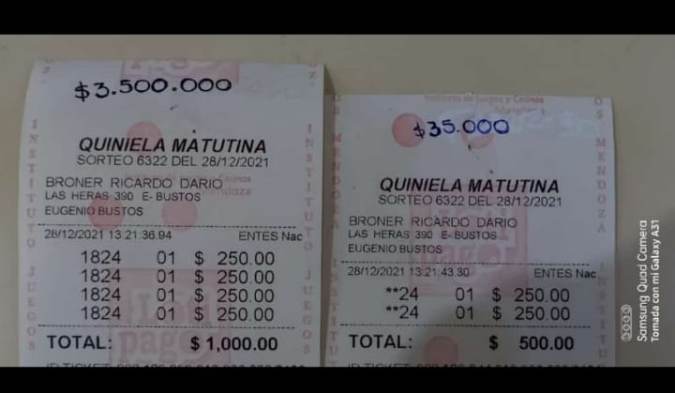 $3.500.000
QUINIELA MATUTINA
SORTEO 6322 DEL 28/12/2021
BRONER RICARDO DARIO
LAS HERAS 390 E- BUSTOS
EUGENIO BUSTOS
28/12/2021 13:21:36.94 ENTES Nac
1824 01 $ 250.00
1824 01 $ 250.00
1824 01 $ 250.00
1824 01 $ 250.00
TOTAL: $ 1,000.00
INSTITUTO JUEGOS
INSTITUTO JUEGOS
$35.000
QUINIELA MATUTINA
SORTEO 6322 DEL 28/12/2021
BRONER RICARDO DARIO
LAS HERAS 390 E- BUSTOS
EUGENIO BUSTOS
28/12/2021 13:21:43.30 ENTES Nac
**24 01 $ 250.00
**24 01 $ 250.00
TOTAL: $ 500.00
MENDOZA
Samsung Quad Camera
Tomada con mi Galaxy A31